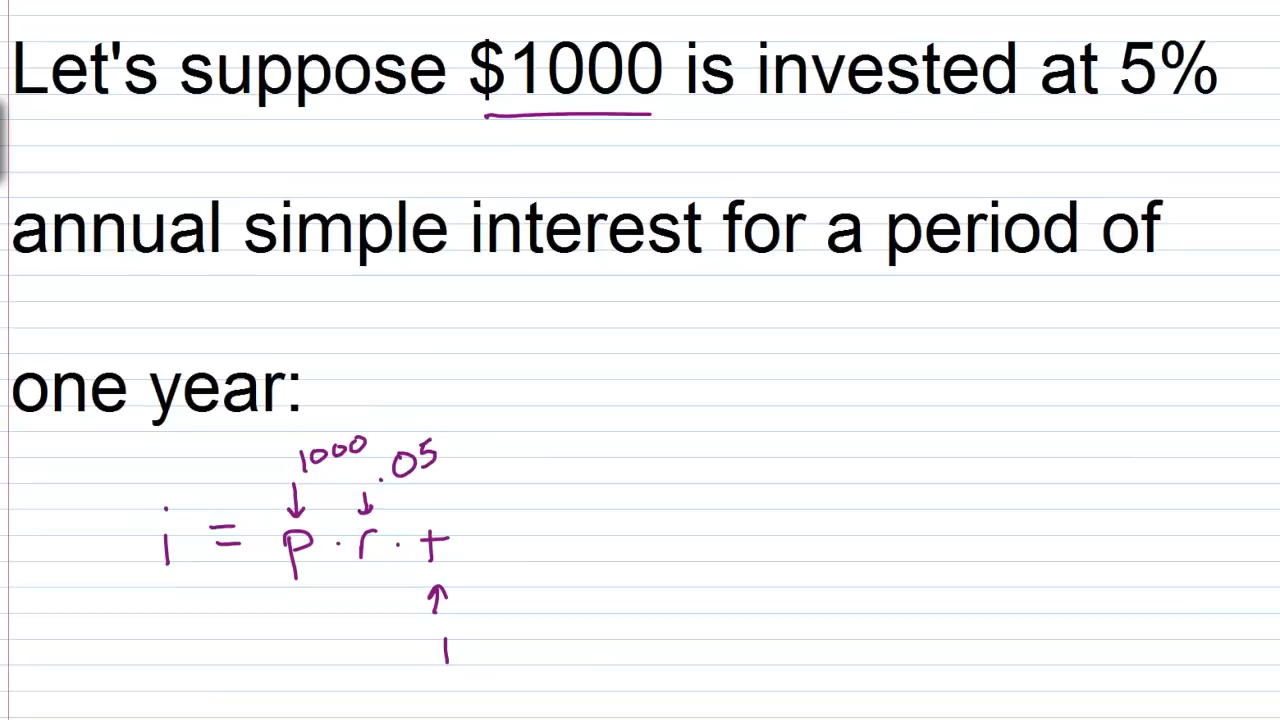 Let's suppose $1000 is invested at 5%
annual simple interest for a period of
one year:
1000 .05
i = p · r · t
1